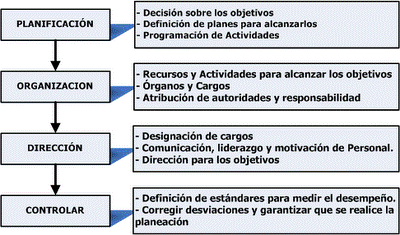 PLANIFICACIÓN
- Decisión sobre los objetivos
- Definición de planes para alcanzarlos
- Programación de Actividades
ORGANIZACION
- Recursos y Actividades para alcanzar los objetivos
- Órganos y Cargos
- Atribución de autoridades y responsabilidad
DIRECCIÓN
- Designación de cargos
- Comunicación, liderazgo y motivación de Personal.
- Dirección para los objetivos
CONTROLAR
- Definición de estándares para medir el desempeño.
- Corregir desviaciones y garantizar que se realice la
planeación